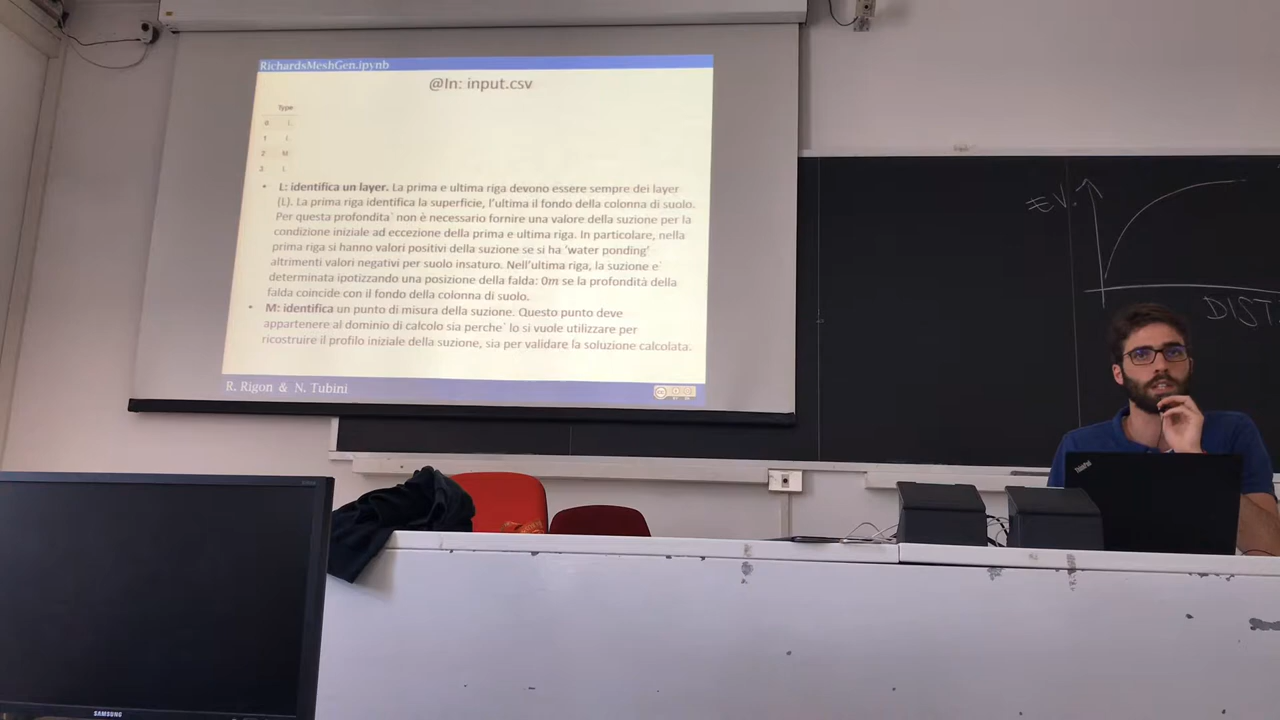 RichardsMeshGen.ipynb
@In: input.csv
Type
0 L
1 L
2 M
3 L
• L: identifica un layer. La prima e ultima riga devono essere sempre dei layer
(L). La prima riga identifica la superficie, l'ultima il fondo della colonna di suolo.
Per questa profondita` non è necessario fornire una valore della suzione per la
condizione iniziale ad eccezione della prima e ultima riga. In particolare, nella
prima riga si hanno valori positivi della suzione se si ha 'water ponding'
altrimenti valori negativi per suolo insaturo. Nell'ultima riga, la suzione e`
determinata ipotizzando una posizione della falda: 0m se la profondità della
falda coincide con il fondo della colonna di suolo.
• M: identifica un punto di misura della suzione. Questo punto deve
appartenere al dominio di calcolo sia perche` lo si vuole utilizzare per
ricostruire il profilo iniziale della suzione, sia per validare la soluzione calcolata.
R. Rigon & N. Tubini
DIST
ThinkPad
SAMSUNG